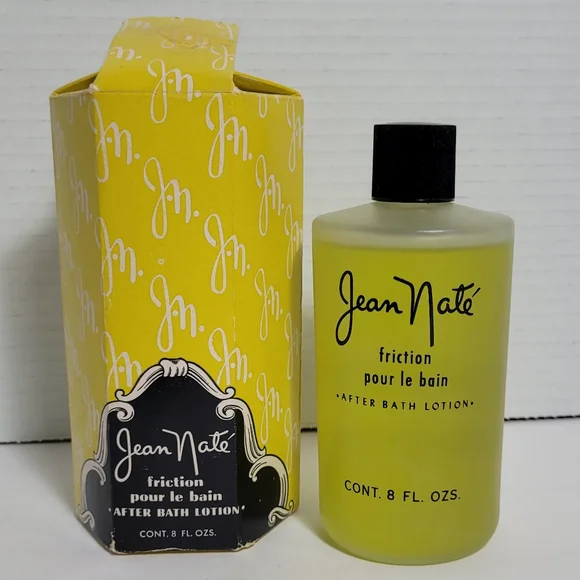 J.N.
Jean Naté
friction
pour le bain
•AFTER BATH LOTION•
CONT. 8 FL. OZS.
Jean Naté
friction
pour le bain
•AFTER BATH LOTION•
CONT. 8 FL. OZS.